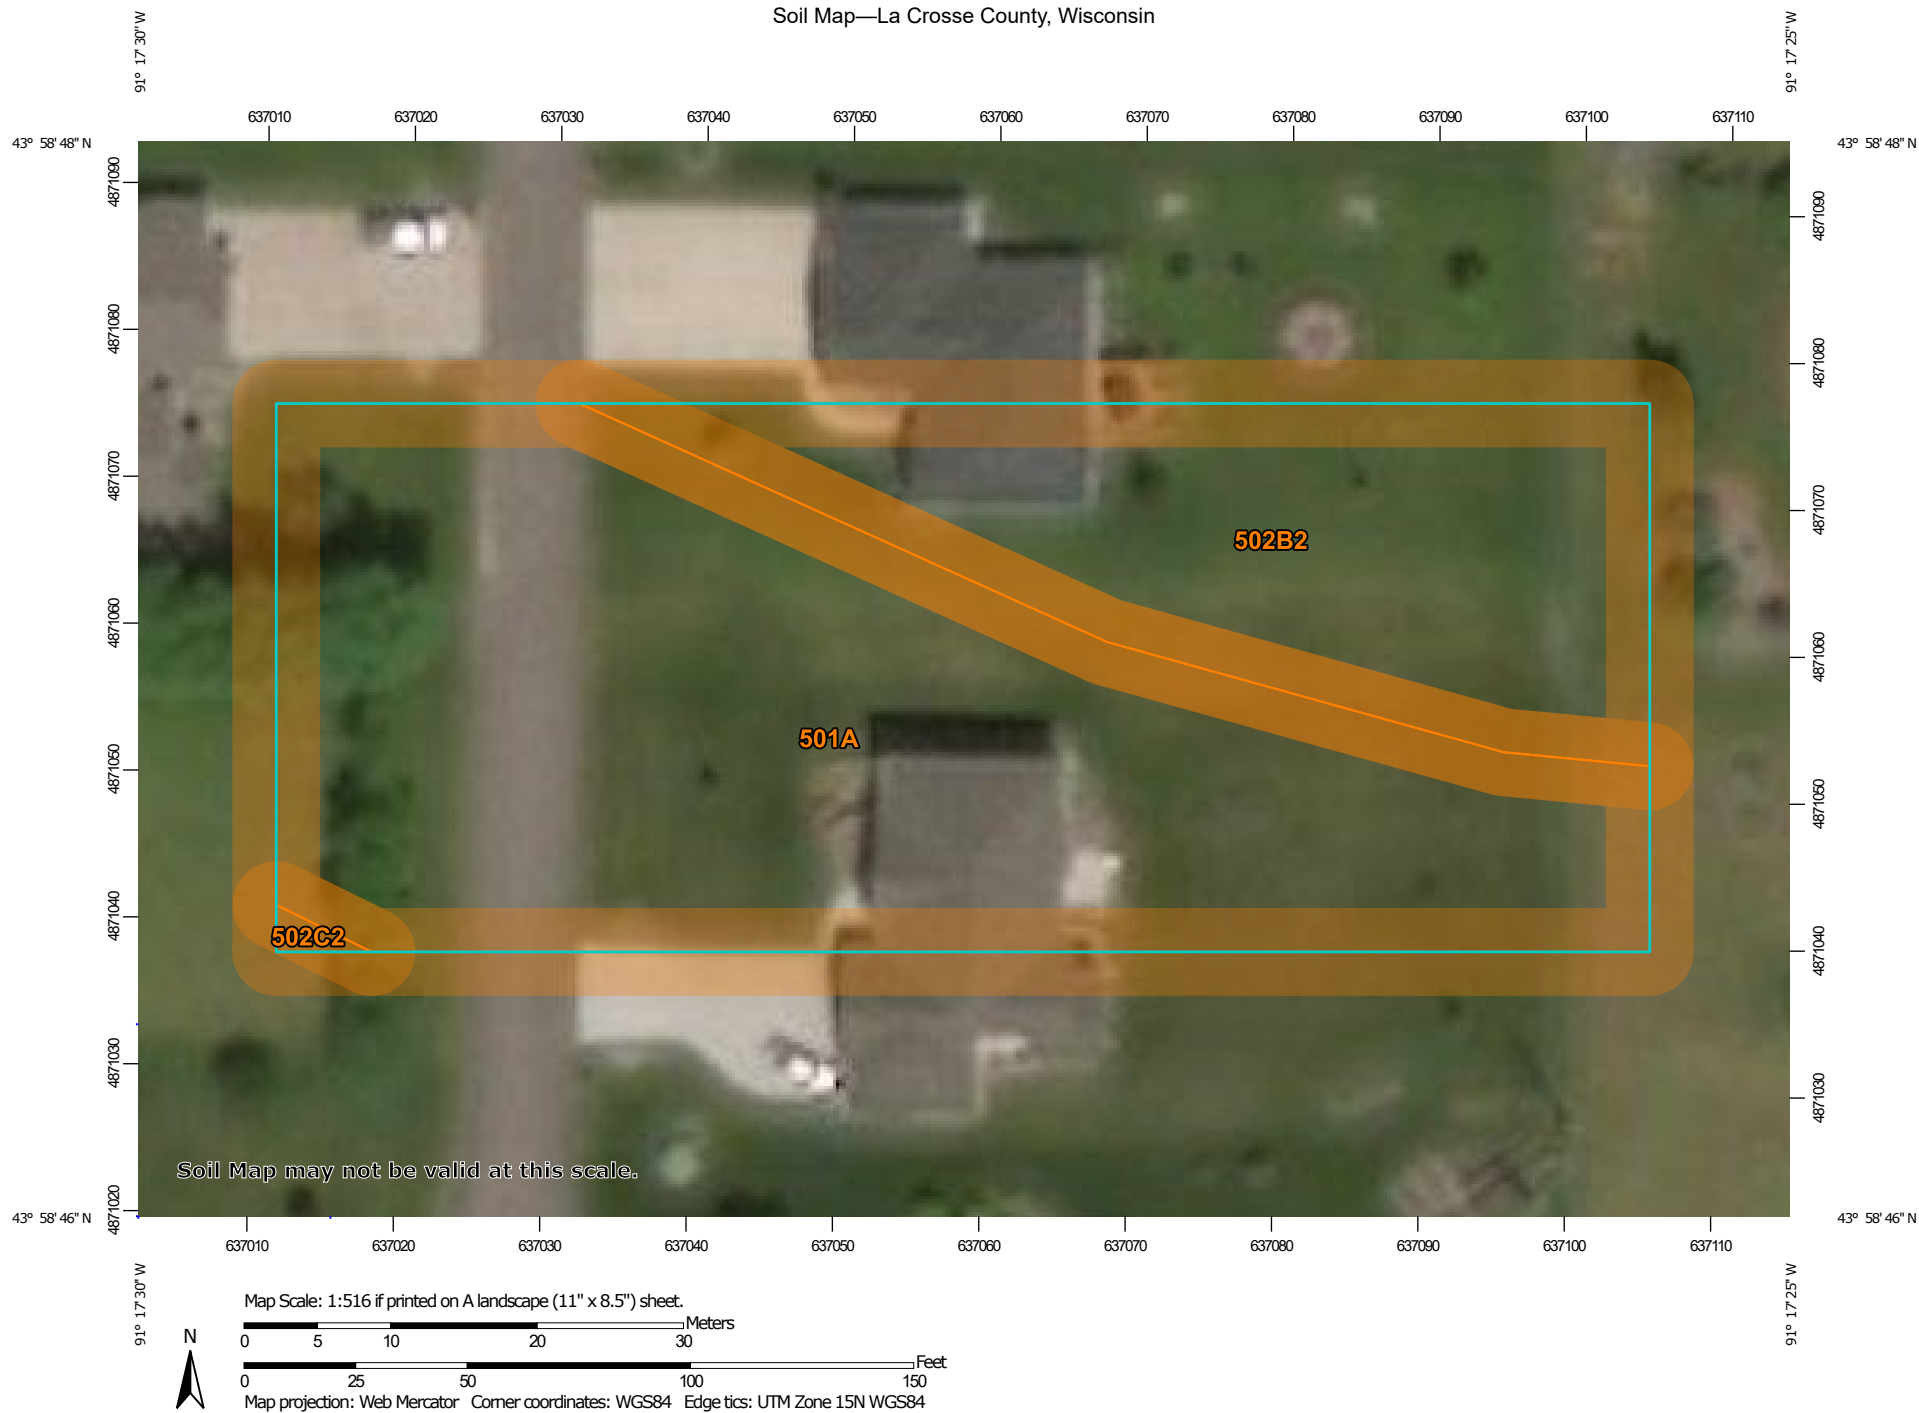 Soil Map—La Crosse County, Wisconsin
91° 17' 30" W
91° 17' 25" W
637010 637020 637030 637040 637050 637060 637070 637080 637090 637100 637110
43° 58' 48" N
43° 58' 48" N
4871090
4871080
4871070
4871060
4871050
4871040
4871030
4871020
4871090
4871080
4871070
4871060
4871050
4871040
4871030
502B2
501A
502C2
Soil Map may not be valid at this scale.
43° 58' 46" N
43° 58' 46" N
637010 637020 637030 637040 637050 637060 637070 637080 637090 637100 637110
91° 17' 30" W
91° 17' 25" W
Map Scale: 1:516 if printed on A landscape (11" x 8.5") sheet.
Meters
0 5 10 20 30
N
Feet
0 25 50 100 150
Map projection: Web Mercator Corner coordinates: WGS84 Edge tics: UTM Zone 15N WGS84